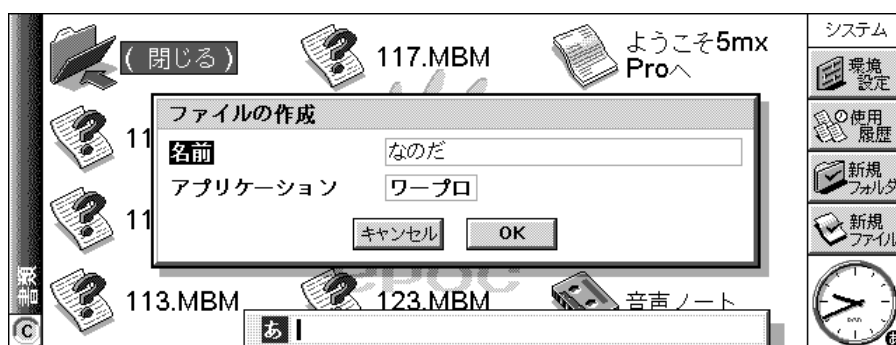 (閉じる)
117.MBM
ようこそ5mx
Proへ
システム
環境
設定
使用
履歴
新規
フォルダ
新規
ファイル
11
11
113.MBM
123.MBM
音声ノート
書類
C
epoc
ファイルの作成
名前
なのだ
アプリケーション
ワープロ
キャンセル
OK
あ